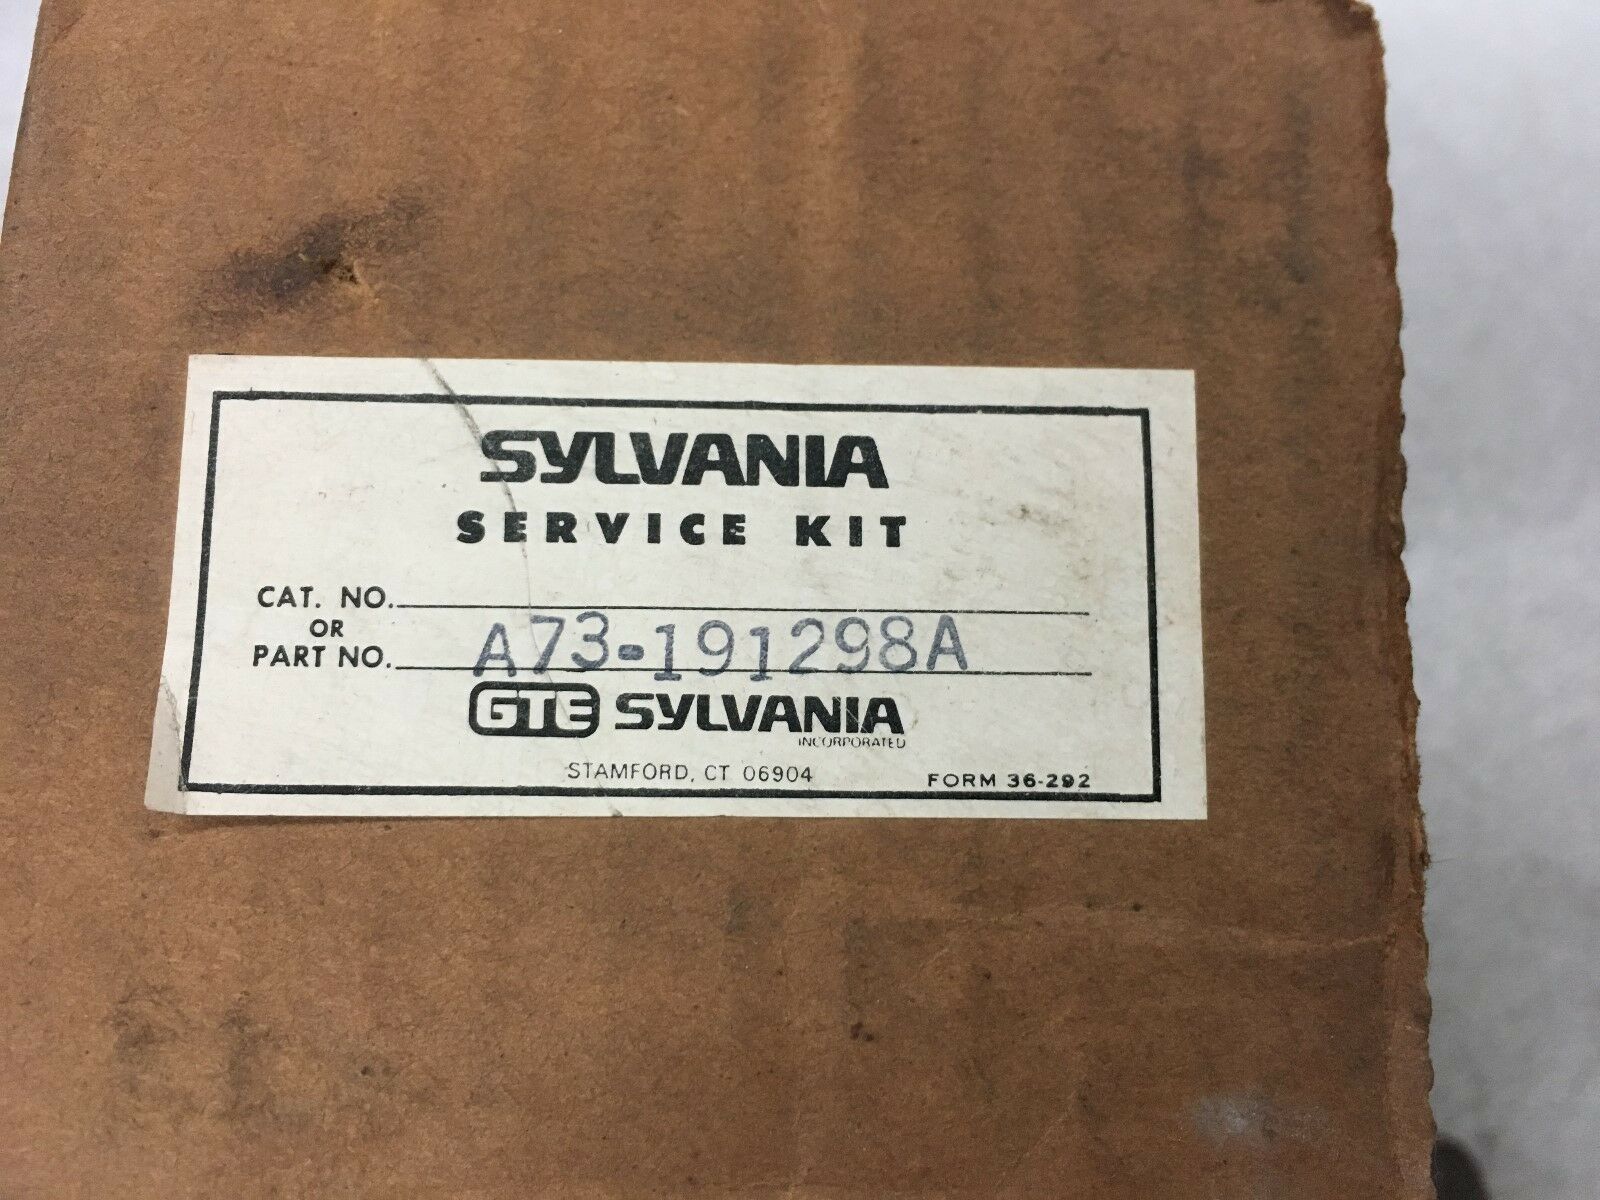 SYLVANIA
SERVICE KIT
CAT. NO.
OR
PART NO. A73-191298A
GTE SYLVANIA
INCORPORATED
STAMFORD, CT 06904
FORM 36-292